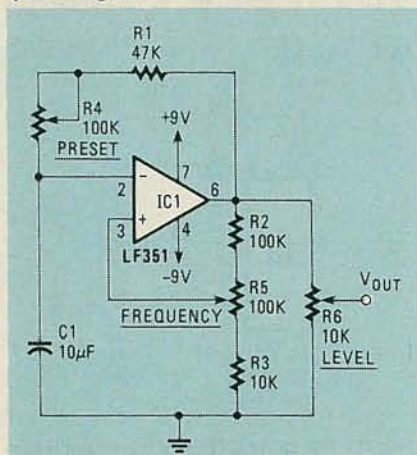 R1
47K
R4
100K
PRESET
+9V
7
2
-
IC1
6
3
+
4
LF351
-9V
R2
100K
R5
100K
FREQUENCY
VOUT
R6
10K
LEVEL
C1
10µF
R3
10K